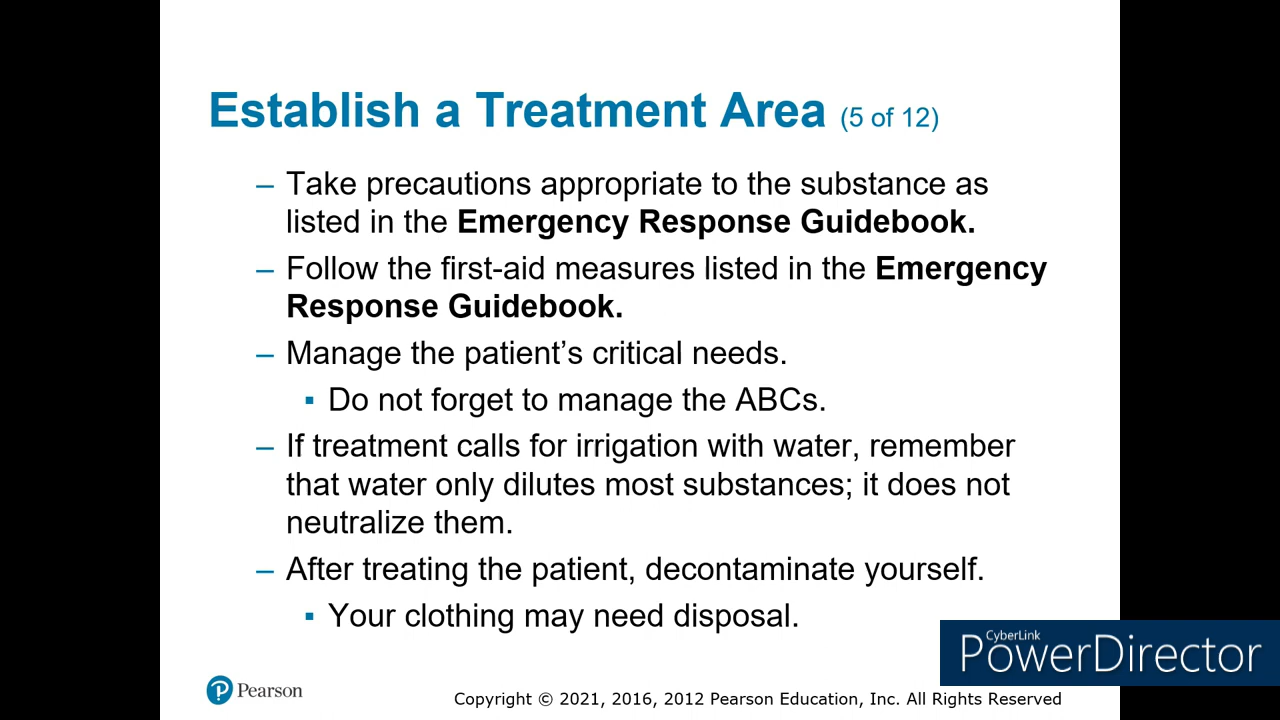 Establish a Treatment Area (5 of 12)
– Take precautions appropriate to the substance as
listed in the Emergency Response Guidebook.
– Follow the first-aid measures listed in the Emergency
Response Guidebook.
– Manage the patient’s critical needs.
▪ Do not forget to manage the ABCs.
– If treatment calls for irrigation with water, remember
that water only dilutes most substances; it does not
neutralize them.
– After treating the patient, decontaminate yourself.
▪ Your clothing may need disposal.
CyberLink
PowerDirector
P Pearson
Copyright © 2021, 2016, 2012 Pearson Education, Inc. All Rights Reserved